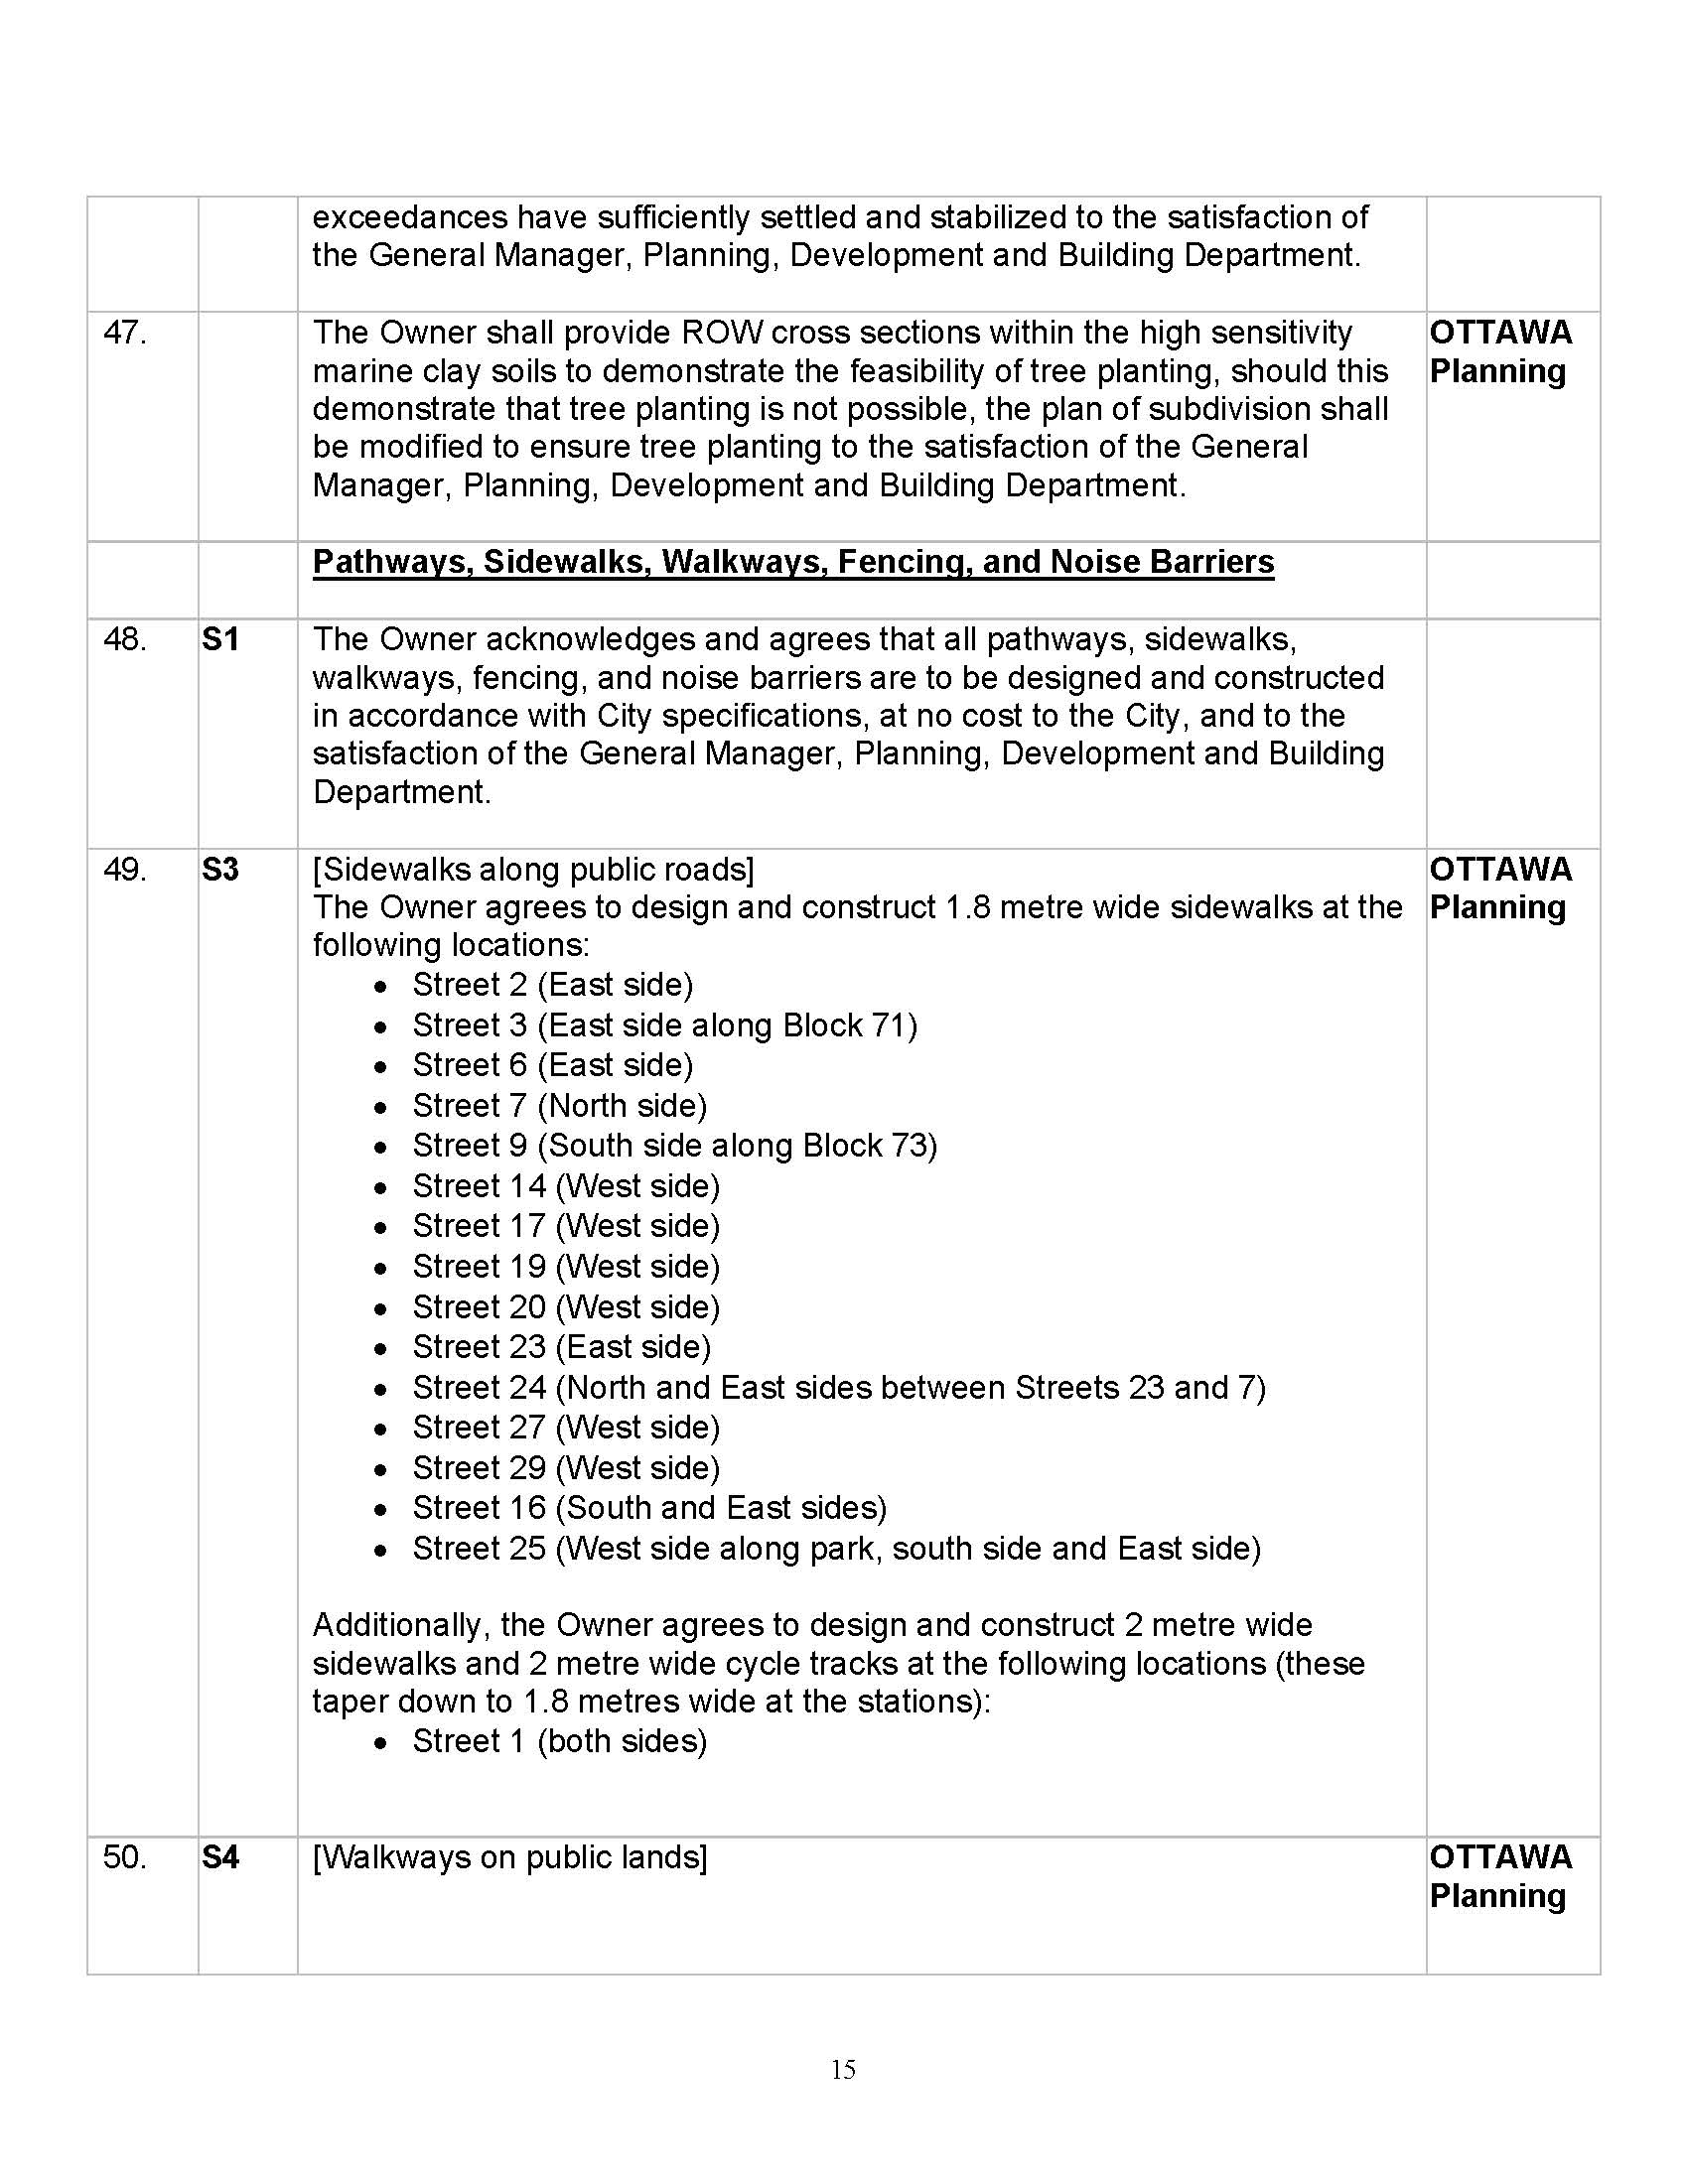 exceedances have sufficiently settled and stabilized to the satisfaction of
the General Manager, Planning, Development and Building Department.
47.
The Owner shall provide ROW cross sections within the high sensitivity
marine clay soils to demonstrate the feasibility of tree planting, should this
demonstrate that tree planting is not possible, the plan of subdivision shall
be modified to ensure tree planting to the satisfaction of the General
Manager, Planning, Development and Building Department.
OTTAWA
Planning
Pathways, Sidewalks, Walkways, Fencing, and Noise Barriers
48.
S1
The Owner acknowledges and agrees that all pathways, sidewalks,
walkways, fencing, and noise barriers are to be designed and constructed
in accordance with City specifications, at no cost to the City, and to the
satisfaction of the General Manager, Planning, Development and Building
Department.
49.
S3
[Sidewalks along public roads]
The Owner agrees to design and construct 1.8 metre wide sidewalks at the
following locations:
• Street 2 (East side)
• Street 3 (East side along Block 71)
• Street 6 (East side)
• Street 7 (North side)
• Street 9 (South side along Block 73)
• Street 14 (West side)
• Street 17 (West side)
• Street 19 (West side)
• Street 20 (West side)
• Street 23 (East side)
• Street 24 (North and East sides between Streets 23 and 7)
• Street 27 (West side)
• Street 29 (West side)
• Street 16 (South and East sides)
• Street 25 (West side along park, south side and East side)
Additionally, the Owner agrees to design and construct 2 metre wide
sidewalks and 2 metre wide cycle tracks at the following locations (these
taper down to 1.8 metres wide at the stations):
• Street 1 (both sides)
OTTAWA
Planning
50.
S4
[Walkways on public lands]
OTTAWA
Planning
15